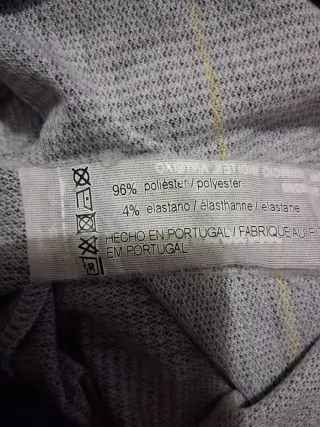 96% poliéster / polyester
4% elastano / élasthanne / elastane
HECHO EN PORTUGAL / FABRIQUÉ AU
EM PORTUGAL